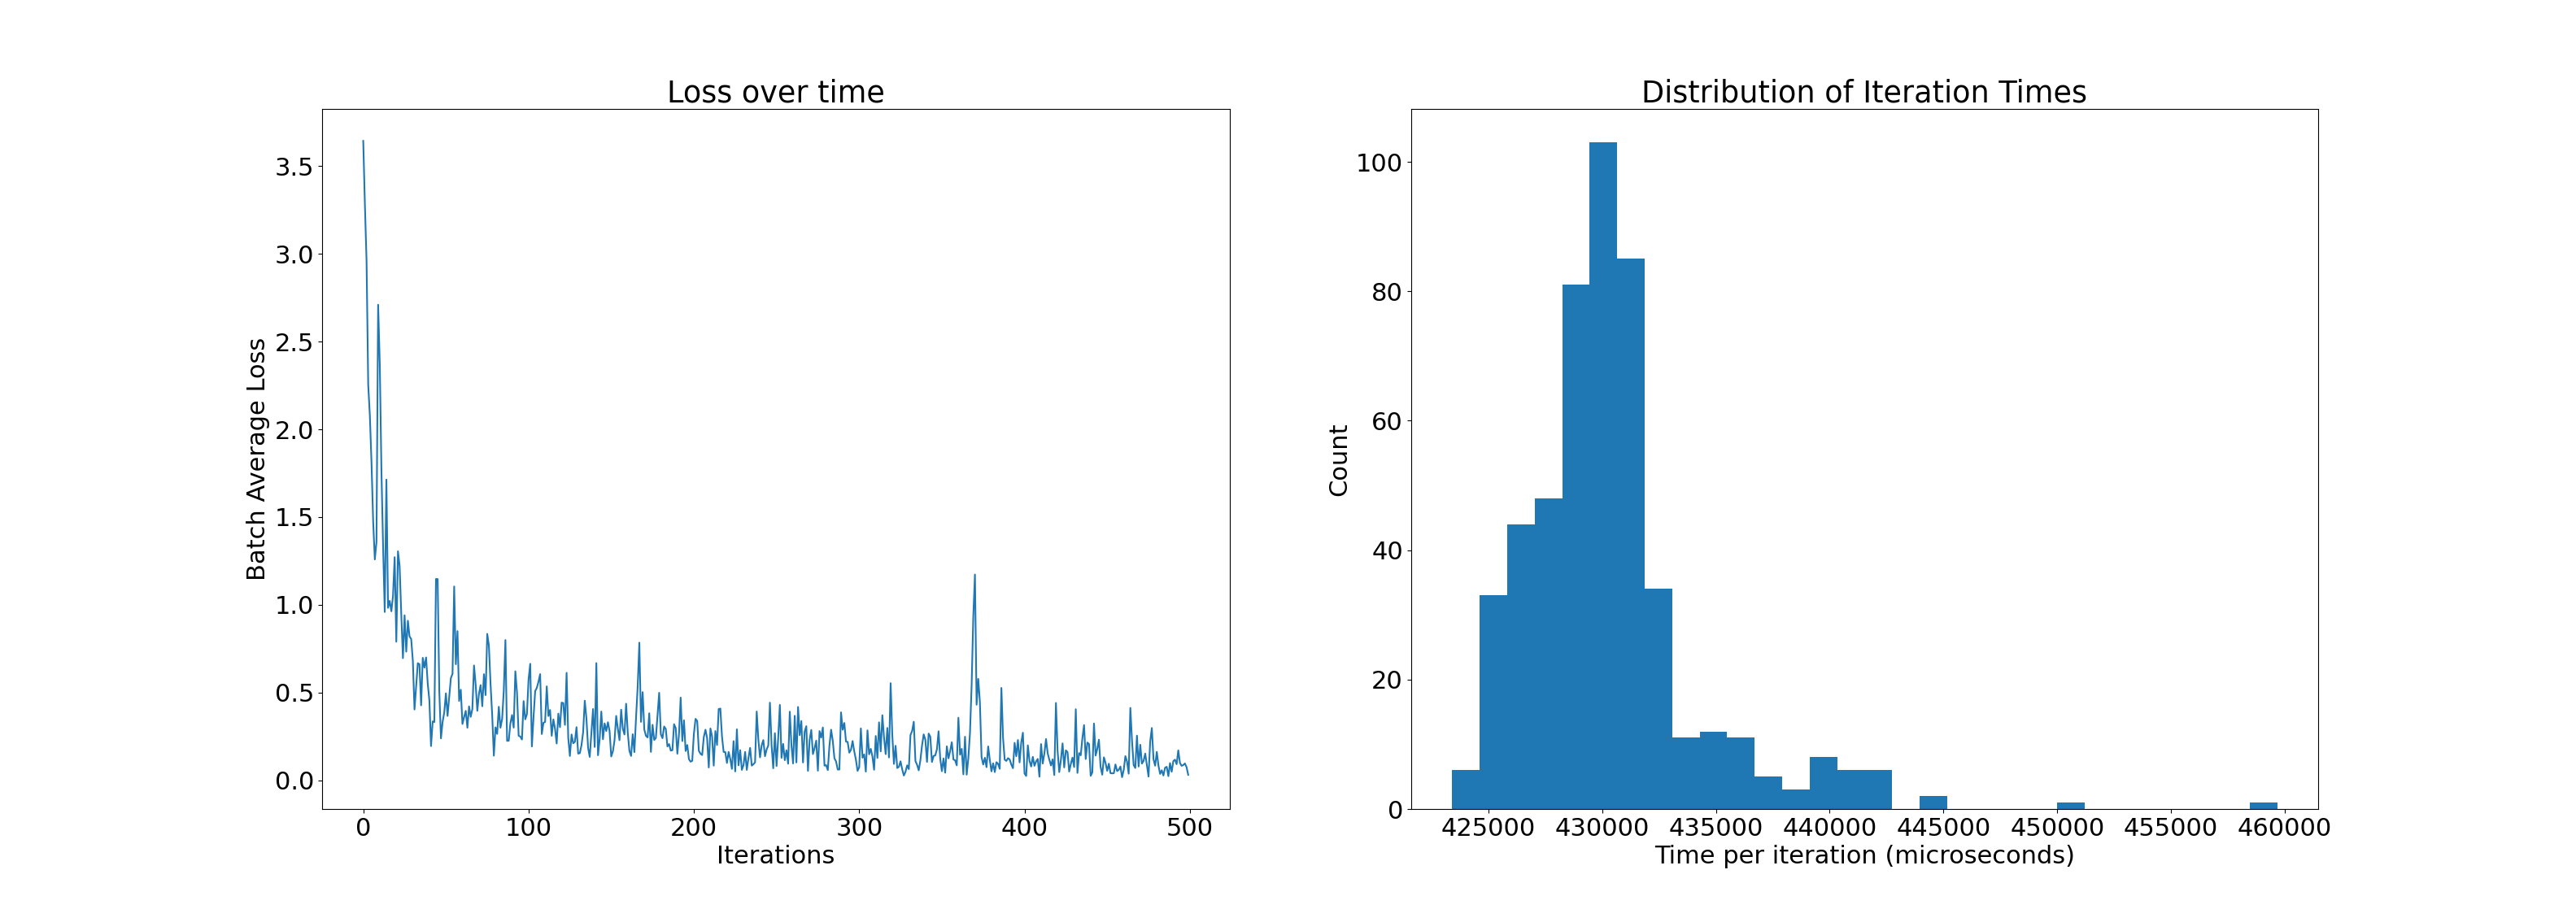 Loss over time
3.5
3.0
2.5
2.0
1.5
1.0
0.5
0.0
Batch Average Loss
0 100 200 300 400 500
Iterations
Distribution of Iteration Times
100
80
60
40
20
0
Count
425000 430000 435000 440000 445000 450000 455000 460000
Time per iteration (microseconds)